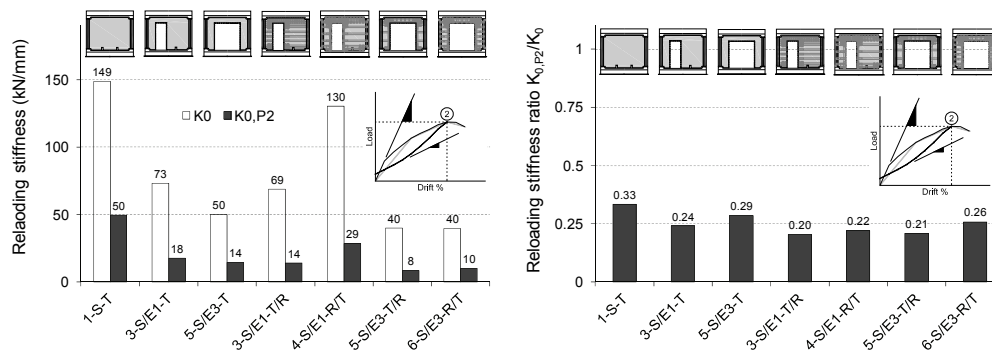 Relaoding stiffness (kN/mm)
150
100
50
0
149
50
73
18
50
14
69
14
130
29
40
8
40
10
K0
K0,P2
Load
2
Drift %
1-S-T
3-S/E1-T
5-S/E3-T
3-S/E1-T/R
4-S/E1-R/T
5-S/E3-T/R
6-S/E3-R/T
Reloading stiffness ratio K0,P2/K0
1
0.75
0.5
0.25
0
0.33
0.24
0.29
0.20
0.22
0.21
0.26
Load
2
Drift %
1-S-T
3-S/E1-T
5-S/E3-T
3-S/E1-T/R
4-S/E1-R/T
5-S/E3-T/R
6-S/E3-R/T